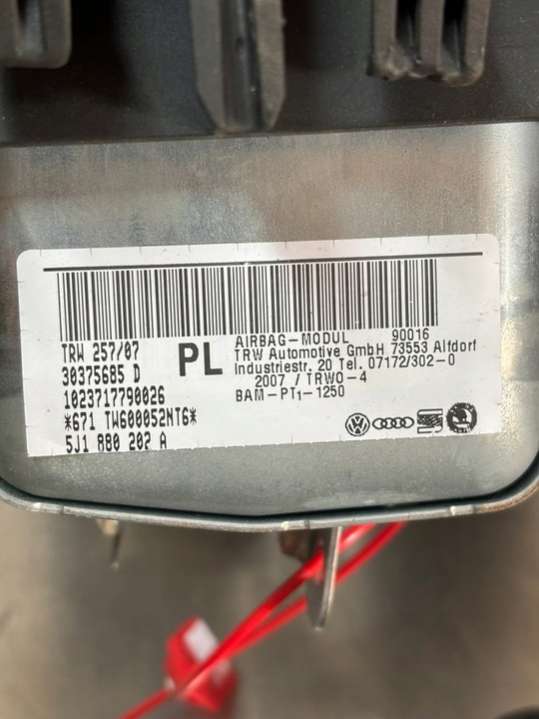 TRW 257/07
30375685 D
1023717790026
*671 TW600052NT6*
5J1 880 202 A
PL
AIRBAG-MODUL 90016
TRW Automotive GmbH 73553 Alfdorf
Industriestr. 20 Tel. 07172/302-0
2007 / TRWO-4
BAM-PT1-1250